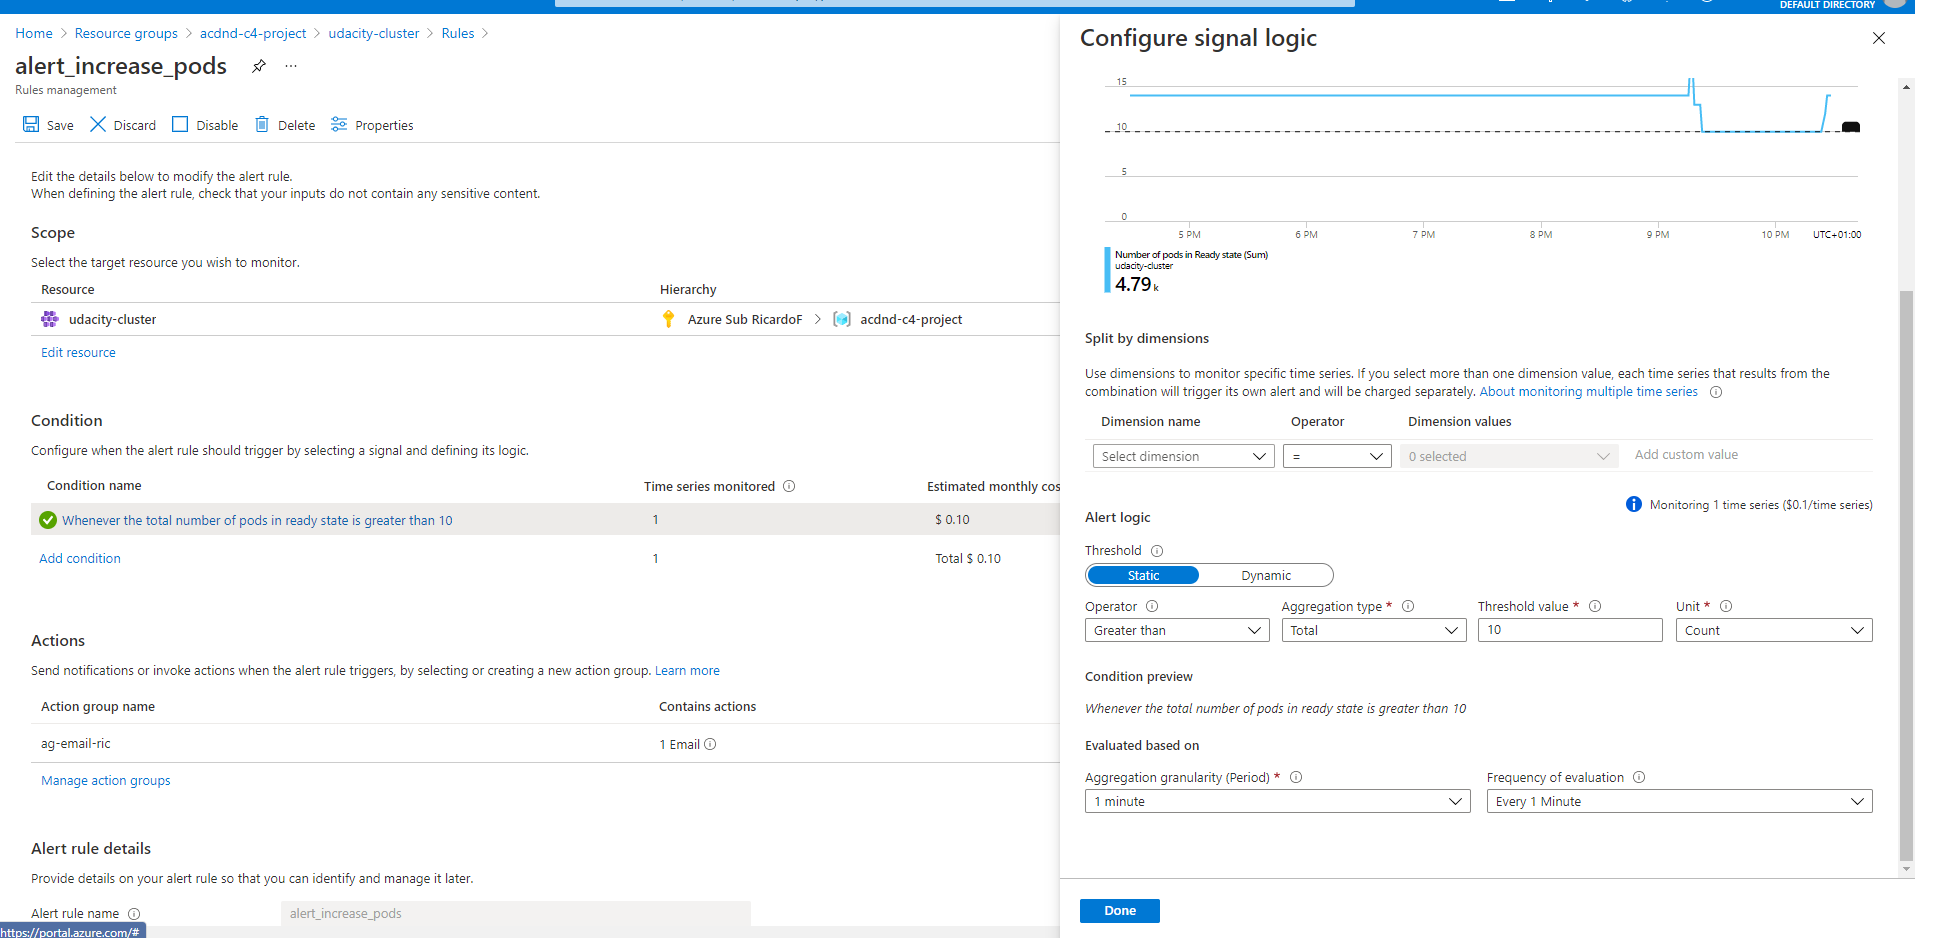 DEFAULT DIRECTORY
Home > Resource groups > acdnd-c4-project > udacity-cluster > Rules >
alert_increase_pods ...
Rules management
Save Discard Disable Delete Properties
Edit the details below to modify the alert rule.
When defining the alert rule, check that your inputs do not contain any sensitive content.
Scope
Select the target resource you wish to monitor.
Resource Hierarchy
udacity-cluster Azure Sub RicardoF > acdnd-c4-project
Edit resource
Condition
Configure when the alert rule should trigger by selecting a signal and defining its logic.
Condition name Time series monitored Estimated monthly cos
Whenever the total number of pods in ready state is greater than 10 1 $ 0.10
Add condition 1 Total $ 0.10
Actions
Send notifications or invoke actions when the alert rule triggers, by selecting or creating a new action group. Learn more
Action group name Contains actions
ag-email-ric 1 Email
Manage action groups
Alert rule details
Provide details on your alert rule so that you can identify and manage it later.
Alert rule name alert_increase_pods
https://portal.azure.com/#
Configure signal logic
15
10
5
0
5 PM 6 PM 7 PM 8 PM 9 PM 10 PM UTC+01:00
Number of pods in Ready state (Sum)
udacity-cluster
4.79 k
Split by dimensions
Use dimensions to monitor specific time series. If you select more than one dimension value, each time series that results from the
combination will trigger its own alert and will be charged separately. About monitoring multiple time series
Dimension name Operator Dimension values
Select dimension = 0 selected Add custom value
Monitoring 1 time series ($0.1/time series)
Alert logic
Threshold
Static Dynamic
Operator Aggregation type * Threshold value * Unit *
Greater than Total 10 Count
Condition preview
Whenever the total number of pods in ready state is greater than 10
Evaluated based on
Aggregation granularity (Period) * Frequency of evaluation
1 minute Every 1 Minute
Done